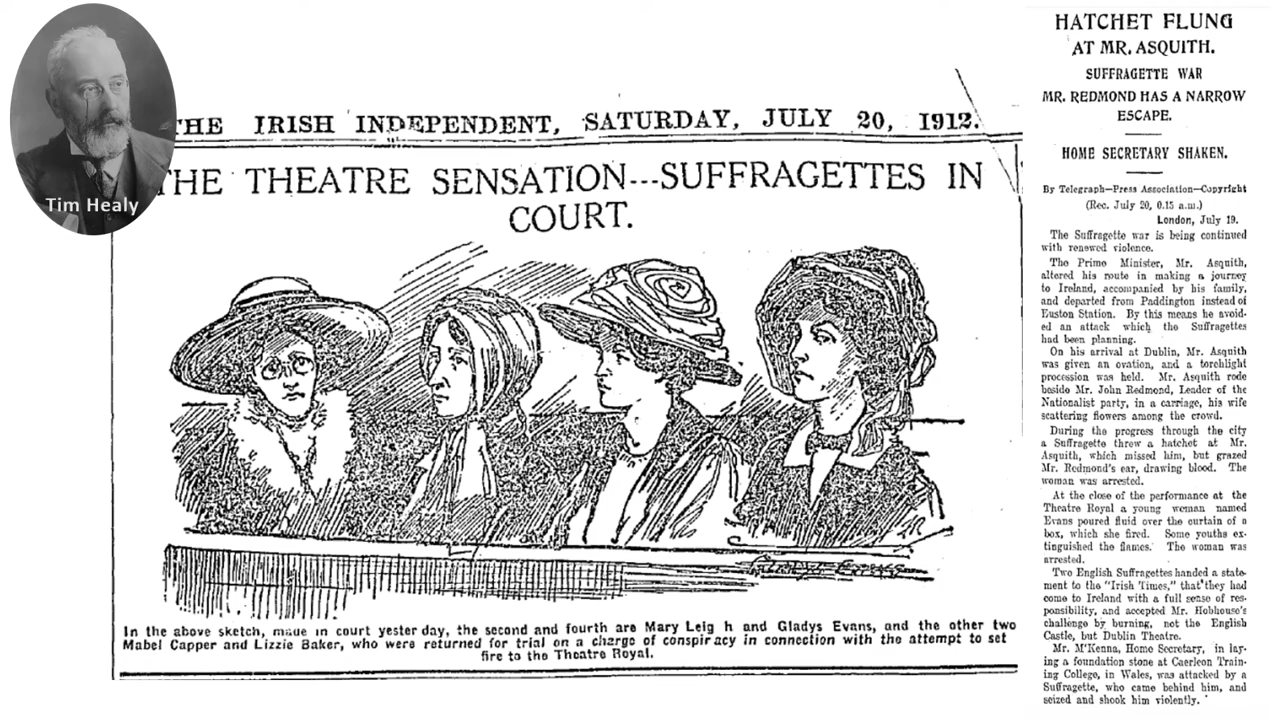 Tim Healy
THE IRISH INDEPENDENT, SATURDAY, JULY 20, 1912.
THE THEATRE SENSATION---SUFFRAGETTES IN
COURT.
In the above sketch, made in court yester day, the second and fourth are Mary Leig h and Gladys Evans, and the other two
Mabel Capper and Lizzie Baker, who were returned for trial on a charge of conspiracy in connection with the attempt to set
fire to the Theatre Royal.
HATCHET FLUNG
AT MR. ASQUITH.
SUFFRAGETTE WAR
MR. REDMOND HAS A NARROW
ESCAPE.
HOME SECRETARY SHAKEN.
By Telegraph—Press Association—Copyright
(Rec. July 20, 0.15 a.m.)
London, July 19.
The Suffragette war is being continued
with renewed violence.
The Prime Minister, Mr. Asquith,
altered his route in making a journey
to Ireland, accompanied by his family,
and departed from Paddington instead of
Euston Station. By this means he avoid-
ed an attack which the Suffragettes
had been planning.
On his arrival at Dublin, Mr. Asquith
was given an ovation, and a torchlight
procession was held. Mr. Asquith rode
beside Mr. John Redmond, Leader of the
Nationalist party, in a carriage, his wife
scattering flowers among the crowd.
During the progress through the city
a Suffragette threw a hatchet at Mr.
Asquith, which missed him, but grazed
Mr. Redmond's ear, drawing blood. The
woman was arrested.
At the close of the performance at the
Theatre Royal a young woman named
Evans poured fluid over the curtain of a
box, which she fired. Some youths ex-
tinguished the flames. The woman was
arrested.
Two English Suffragettes handed a state-
ment to the "Irish Times," that they had
come to Ireland with a full sense of res-
ponsibility, and accepted Mr. Hobhouse's
challenge by burning, not the English
Castle, but Dublin Theatre.
Mr. M'Kenna, Home Secretary, in lay-
ing a foundation stone at Caerleon Train-
ing College, in Wales, was attacked by a
Suffragette, who came behind him, and
seized and shook him violently.